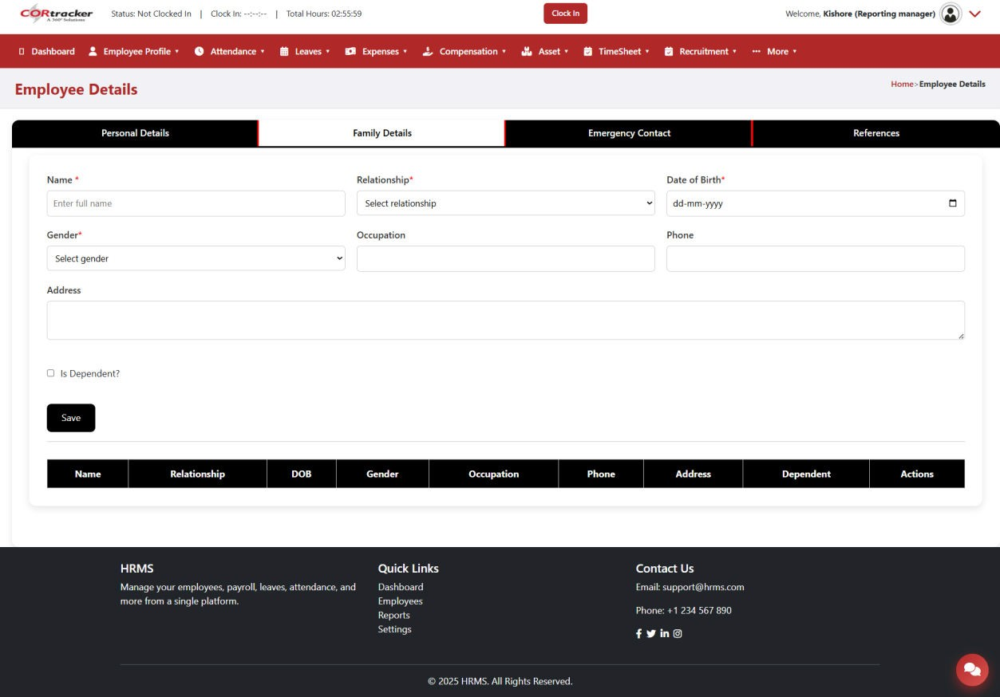 CORtracker
A 360° Solutions
Status: Not Clocked In | Clock In: --:--:-- | Total Hours: 02:55:59
Clock In
Welcome, Kishore (Reporting manager)
Dashboard Employee Profile Attendance Leaves Expenses Compensation Asset TimeSheet Recruitment More
Employee Details
Home>Employee Details
Personal Details Family Details Emergency Contact References
Name * Relationship* Date of Birth*
Enter full name Select relationship dd-mm-yyyy
Gender* Occupation Phone
Select gender
Address
Is Dependent?
Save
Name Relationship DOB Gender Occupation Phone Address Dependent Actions
HRMS
Manage your employees, payroll, leaves, attendance, and
more from a single platform.
Quick Links
Dashboard
Employees
Reports
Settings
Contact Us
Email: support@hrms.com
Phone: +1 234 567 890
© 2025 HRMS. All Rights Reserved.